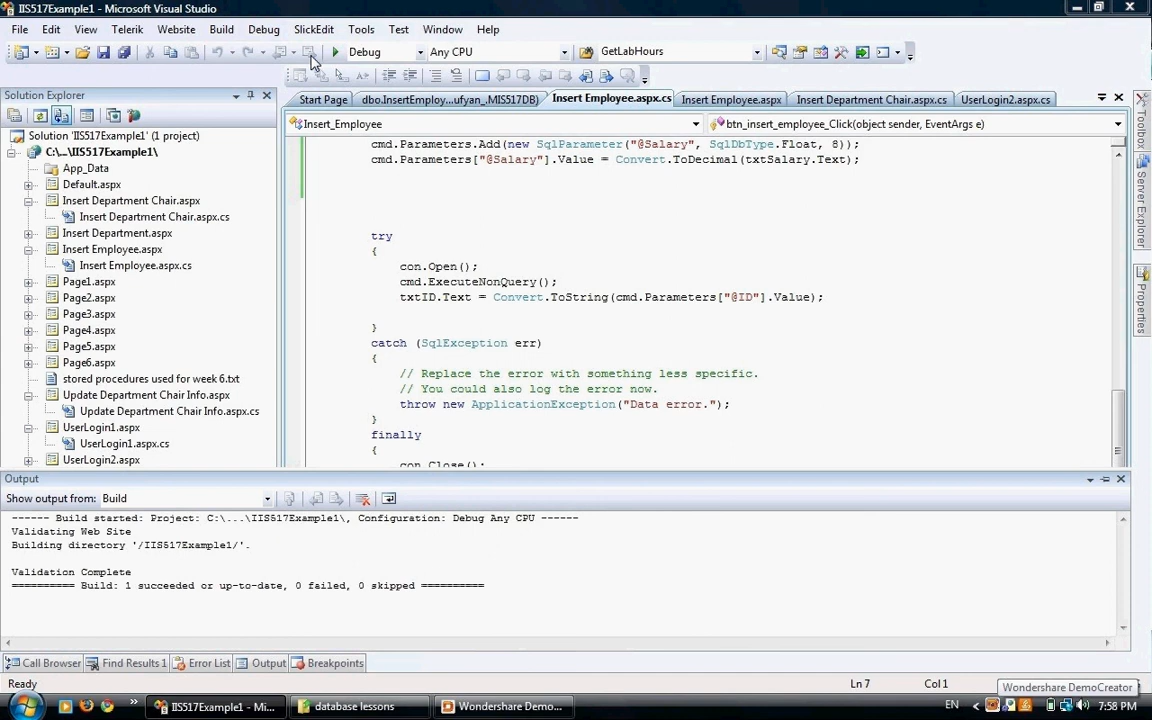 IIS517Example1 - Microsoft Visual Studio
File Edit View Telerik Website Build Debug SlickEdit Tools Test Window Help
Debug Any CPU GetLabHours
Solution Explorer
Start Page dbo.InsertEmploy...ufyan_.MIS517DB) Insert Employee.aspx.cs Insert Employee.aspx Insert Department Chair.aspx.cs UserLogin2.aspx.cs
Insert_Employee btn_insert_employee_Click(object sender, EventArgs e)
Solution 'IIS517Example1' (1 project)
C:\...\IIS517Example1\
App_Data
Default.aspx
Insert Department Chair.aspx
Insert Department Chair.aspx.cs
Insert Department.aspx
Insert Employee.aspx
Insert Employee.aspx.cs
Page1.aspx
Page2.aspx
Page3.aspx
Page4.aspx
Page5.aspx
Page6.aspx
stored procedures used for week 6.txt
Update Department Chair Info.aspx
Update Department Chair Info.aspx.cs
UserLogin1.aspx
UserLogin1.aspx.cs
UserLogin2.aspx
cmd.Parameters.Add(new SqlParameter("@Salary", SqlDbType.Float, 8));
cmd.Parameters["@Salary"].Value = Convert.ToDecimal(txtSalary.Text);
try
{
con.Open();
cmd.ExecuteNonQuery();
txtID.Text = Convert.ToString(cmd.Parameters["@ID"].Value);
}
catch (SqlException err)
{
// Replace the error with something less specific.
// You could also log the error now.
throw new ApplicationException("Data error.");
}
finally
{
con.Close();
Toolbox
Server Explorer
Properties
Output
Show output from: Build
------ Build started: Project: C:\...\IIS517Example1\, Configuration: Debug Any CPU ------
Validating Web Site
Building directory '/IIS517Example1/'.
Validation Complete
========== Build: 1 succeeded or up-to-date, 0 failed, 0 skipped ==========
Call Browser Find Results 1 Error List Output Breakpoints
Ready Ln 7 Col 1
Wondershare DemoCreator
IIS517Example1 - Mi... database lessons Wondershare Demo... EN 7:58 PM